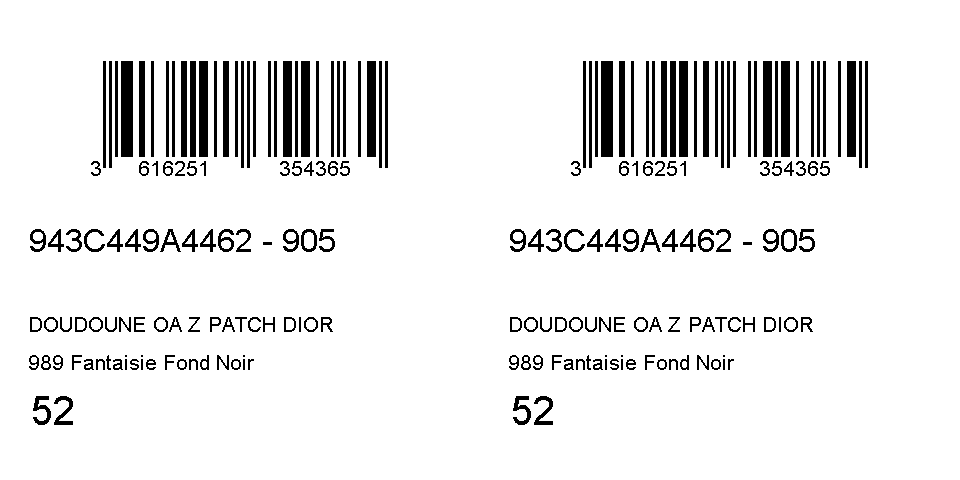 3 616251 354365
943C449A4462 - 905
DOUDOUNE OA Z PATCH DIOR
989 Fantaisie Fond Noir
52
3 616251 354365
943C449A4462 - 905
DOUDOUNE OA Z PATCH DIOR
989 Fantaisie Fond Noir
52